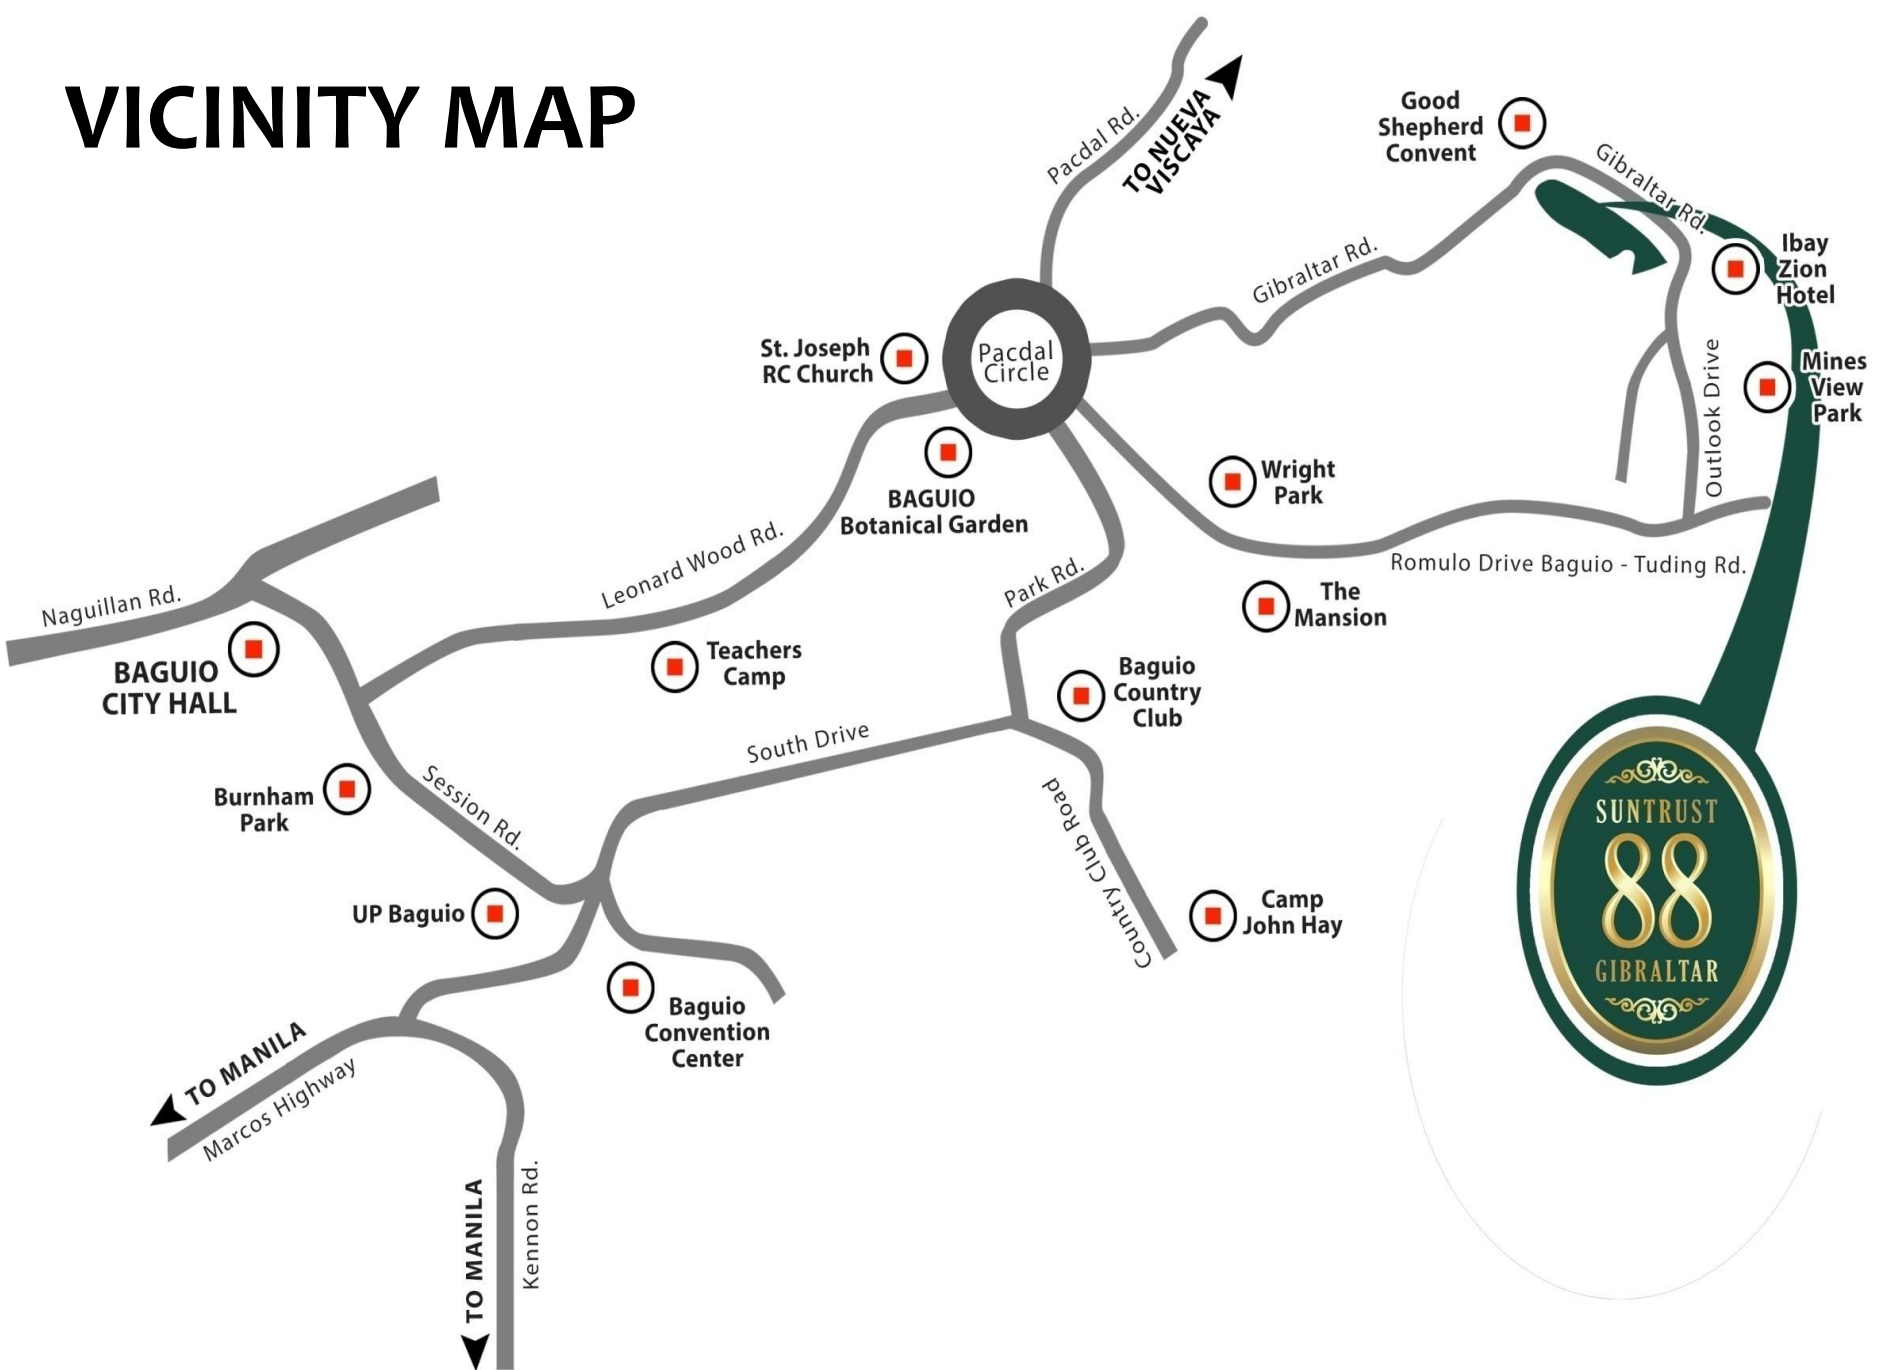 VICINITY MAP
Pacdal Rd.
TO NUEVA
VISCAYA
Good
Shepherd
Convent
Gibraltar Rd.
Gibraltar Rd.
Ibay
Zion
Hotel
St. Joseph
RC Church
Pacdal
Circle
Mines
View
Park
Outlook Drive
BAGUIO
Botanical Garden
Wright
Park
Leonard Wood Rd.
Romulo Drive Baguio - Tuding Rd.
Naguillan Rd.
Park Rd.
The
Mansion
BAGUIO
CITY HALL
Teachers
Camp
Baguio
Country
Club
South Drive
Burnham
Park
Session Rd.
Country Club Road
SUNTRUST
88
GIBRALTAR
UP Baguio
Camp
John Hay
Baguio
Convention
Center
TO MANILA
Marcos Highway
TO MANILA
Kennon Rd.